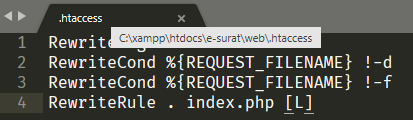 .htaccess
C:\xampp\htdocs\e-surat\web\.htaccess
1 Rewrite
2 RewriteCond %{REQUEST_FILENAME} !-d
3 RewriteCond %{REQUEST_FILENAME} !-f
4 RewriteRule . index.php [L]